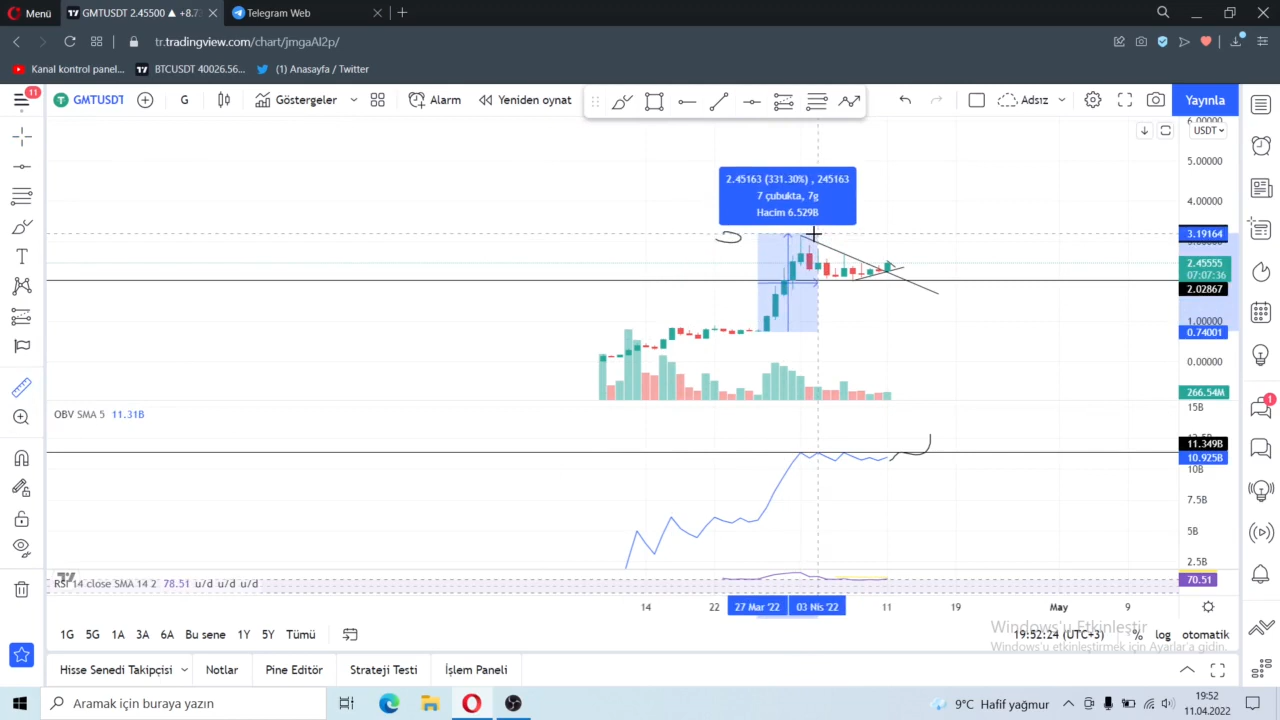 Menü
GMTUSDT 2.45500 ▲ +8.73
Telegram Web
tr.tradingview.com/chart/jmgaAl2p/
Kanal kontrol panel...
BTCUSDT 40026.56...
(1) Anasayfa / Twitter
11
GMTUSDT
G
Göstergeler
Alarm
Yeniden oynat
Adsız
Yayınla
USDT
6.00000
5.00000
4.00000
3.19164
2.45555
07:07:36
2.02867
1.00000
0.74001
0.00000
266.54M
2.45163 (331.30%) , 245163
7 çubukta, 7g
Hacim 6.529B
OBV SMA 5 11.31B
15B
11.349B
10.925B
10B
7.5B
5B
2.5B
RSI 14 close SMA 14 2 78.51 u/d u/d u/d
70.51
14
22
27 Mar '22
03 Nis '22
11
19
May
9
1G 5G 1A 3A 6A Bu sene 1Y 5Y Tümü
19:52:24 (UTC+3)
% log otomatik
Windows'u Etkinleştir
Windows'u etkinleştirmek için Ayarlar'a gidin.
Hisse Senedi Takipçisi
Notlar
Pine Editör
Strateji Testi
İşlem Paneli
1
Aramak için buraya yazın
9°C Hafif yağmur
19:52
11.04.2022